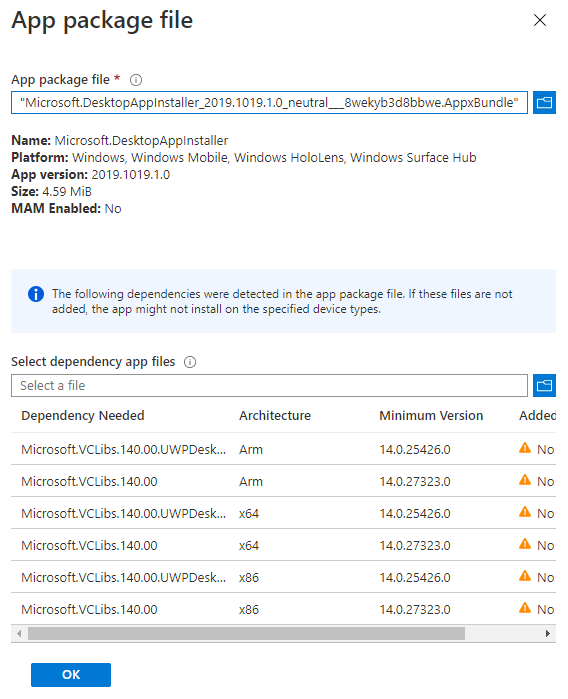 App package file
App package file *
"Microsoft.DesktopAppInstaller_2019.1019.1.0_neutral___8wekyb3d8bbwe.AppxBundle"
Name: Microsoft.DesktopAppInstaller
Platform: Windows, Windows Mobile, Windows HoloLens, Windows Surface Hub
App version: 2019.1019.1.0
Size: 4.59 MiB
MAM Enabled: No
The following dependencies were detected in the app package file. If these files are not
added, the app might not install on the specified device types.
Select dependency app files
Select a file
Dependency Needed Architecture Minimum Version Added
Microsoft.VCLibs.140.00.UWPDesk... Arm 14.0.25426.0 No
Microsoft.VCLibs.140.00 Arm 14.0.27323.0 No
Microsoft.VCLibs.140.00.UWPDesk... x64 14.0.25426.0 No
Microsoft.VCLibs.140.00 x64 14.0.27323.0 No
Microsoft.VCLibs.140.00.UWPDesk... x86 14.0.25426.0 No
Microsoft.VCLibs.140.00 x86 14.0.27323.0 No
OK